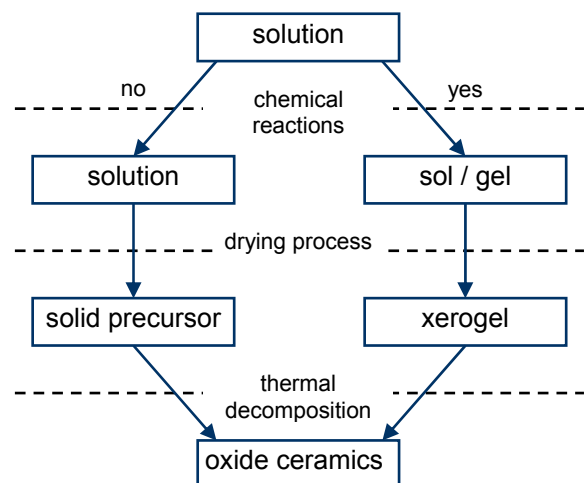 solution
no
yes
chemical
reactions
solution
sol / gel
drying process
solid precursor
xerogel
thermal
decomposition
oxide ceramics